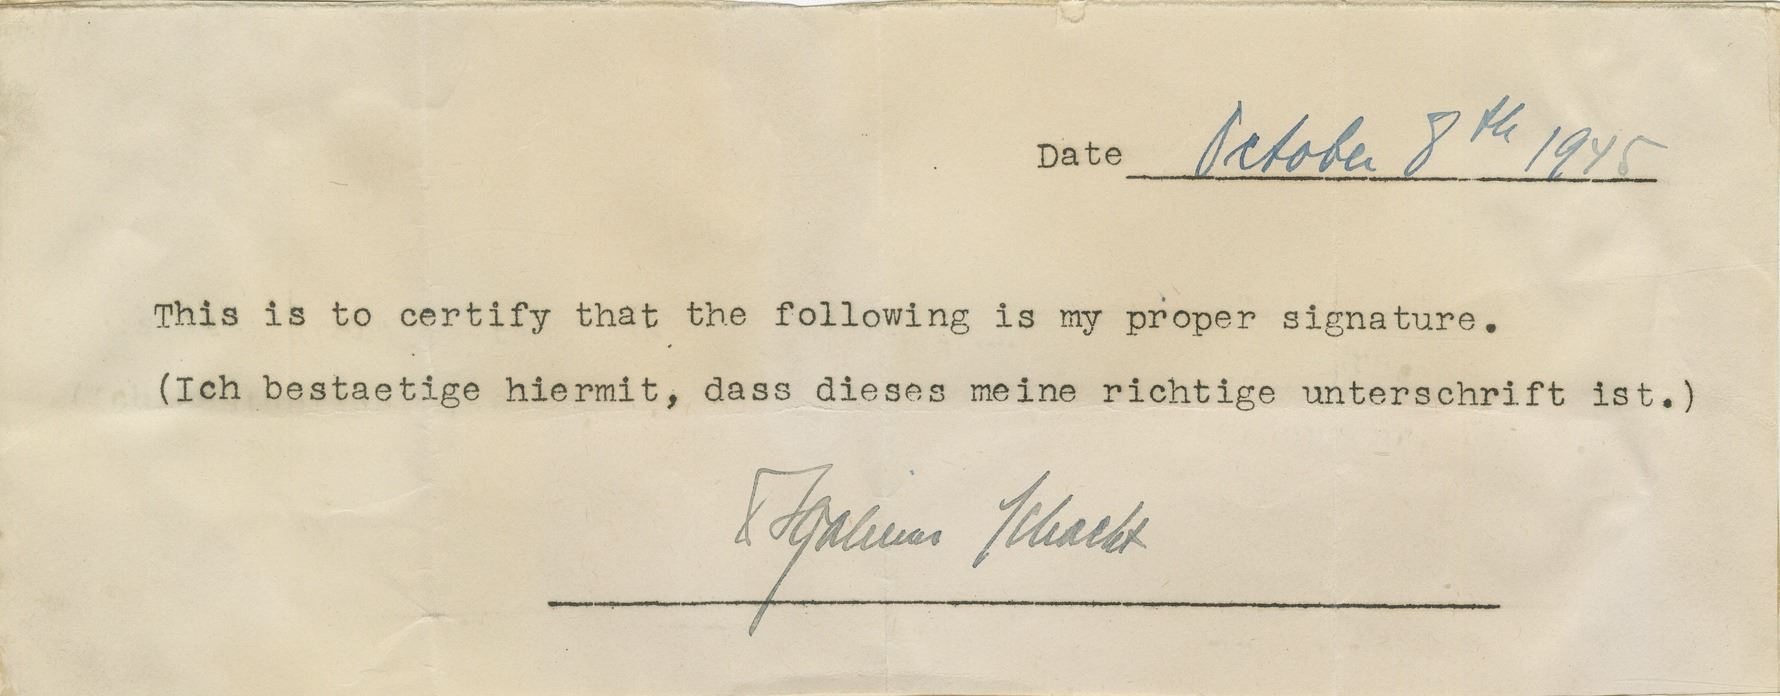 Date October 8th 1945
This is to certify that the following is my proper signature.
(Ich bestaetige hiermit, dass dieses meine richtige unterschrift ist.)
Hjalmar Schacht